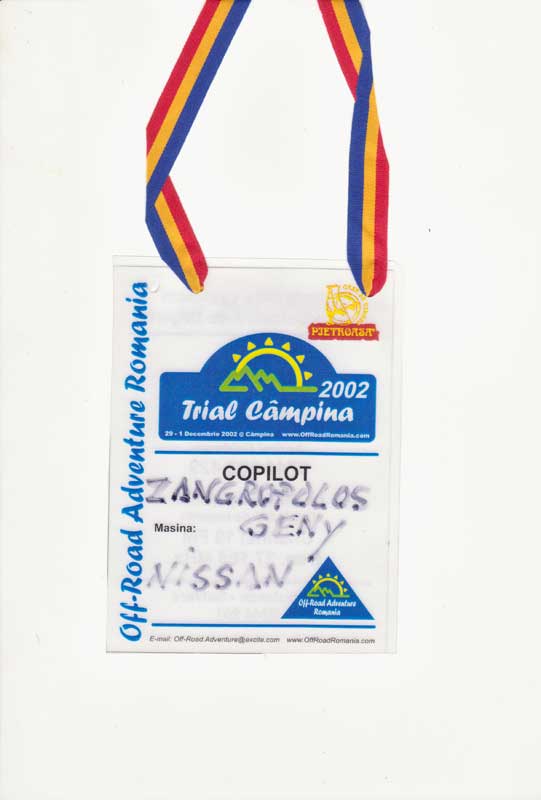 Off-Road Adventure Romania
PIETROASA
2002
Trial Câmpina
29 - 1 Decembrie 2002 @ Câmpina www.OffRoadRomania.com
COPILOT
ZANGROPOLOS
Masina: GENY
NISSAN
Off-Road Adventure
Romania
E-mail: Off-Road.Adventure@excite.com www.OffRoadRomania.com